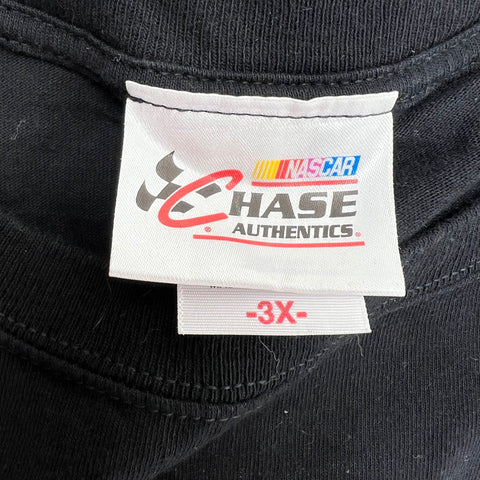 NASCAR
CHASE
AUTHENTICS®
-3X-